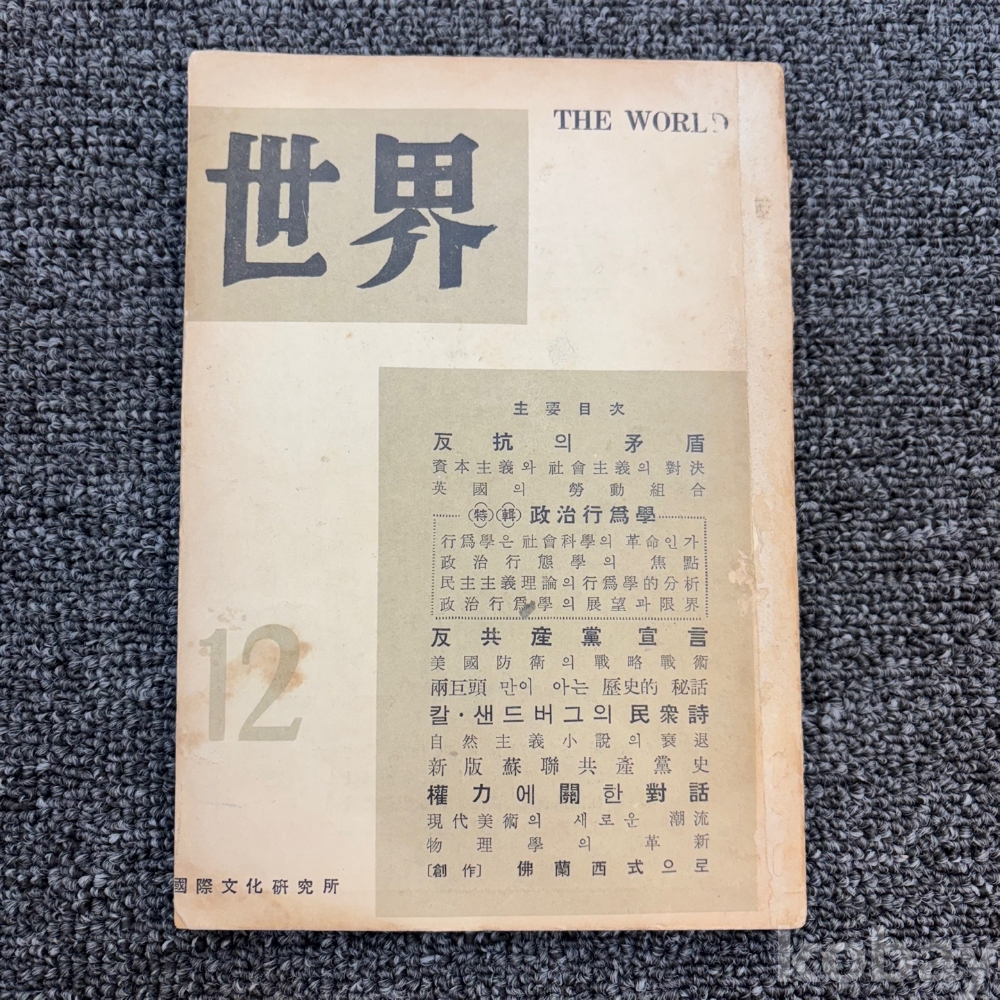 THE WORLD
世界
主要目次
反抗의 矛盾
資本主義와 社會主義의 對決
英國의 勞動組合
特輯 政治行爲學
行爲學은 社會科學의 革命인가
政治行態學의 焦點
民主主義理論의 行爲學的分析
政治行爲學의 展望과 限界
反共産黨宣言
美國防衛의 戰略戰術
兩巨頭 만이 아는 歷史的 秘話
칼·샌드버그의 民衆詩
自然主義小說의 衰退
新版蘇聯共産黨史
權力에 關한 對話
現代美術의 새로운 潮流
物理學의 革新
〔創作〕 佛蘭西式으로
12
國際文化硏究所
kobay